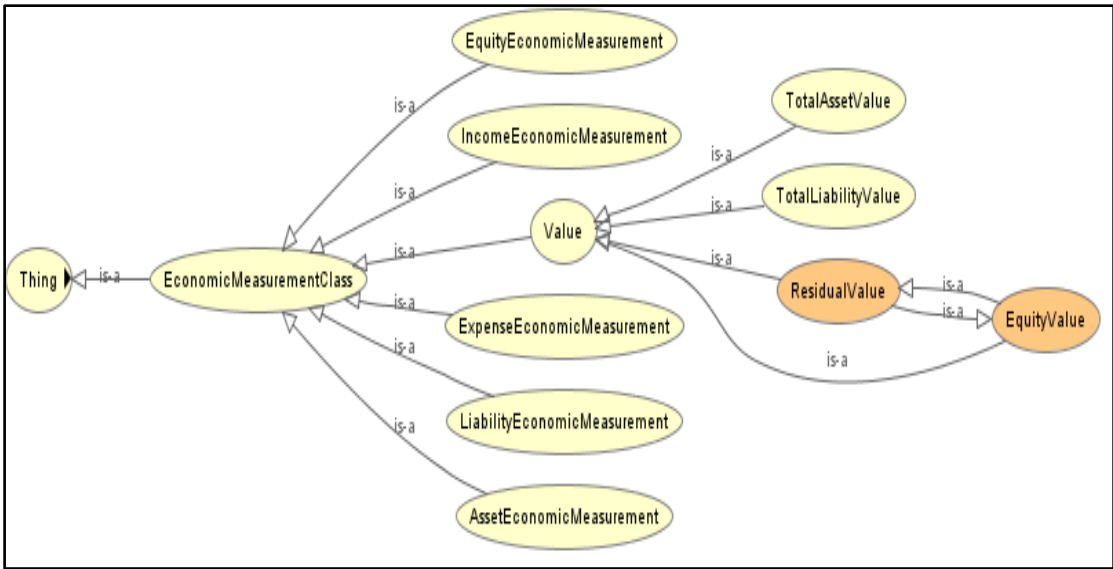 EquityEconomicMeasurement
TotalAssetValue
is-a
IncomeEconomicMeasurement
is-a
is-a
TotalLiabilityValue
is-a
Value
is-a
is-a
Thing
is-a
EconomicMeasurementClass
ResidualValue
is-a
is-a
EquityValue
is-a
ExpenseEconomicMeasurement
is-a
is-a
LiabilityEconomicMeasurement
is-a
AssetEconomicMeasurement